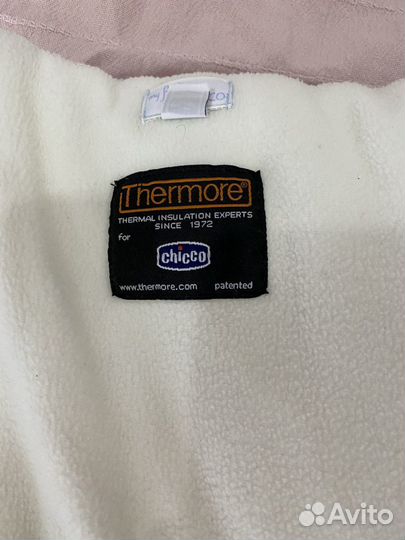 Thermore®
THERMAL INSULATION EXPERTS
SINCE 1972
for
chicco
www.thermore.com patented
Avito